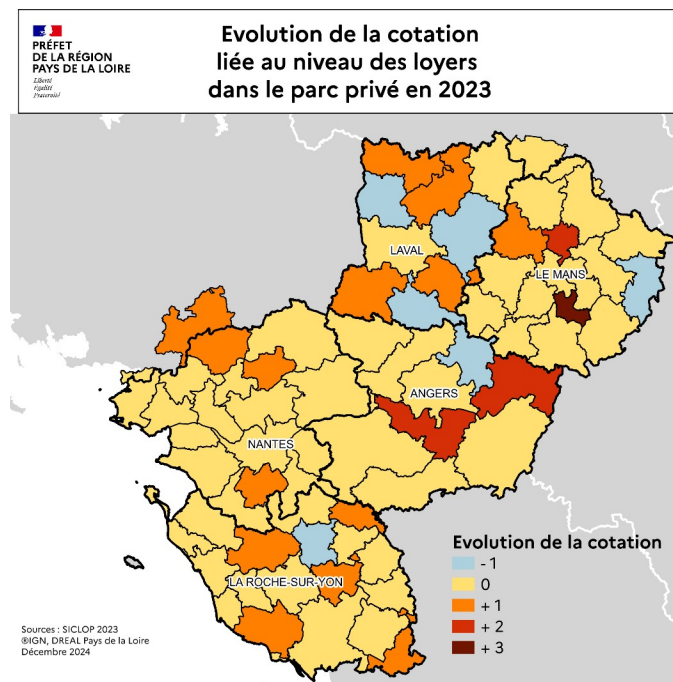 PRÉFET
DE LA RÉGION
PAYS DE LA LOIRE
Liberté
Égalité
Fraternité
Evolution de la cotation
liée au niveau des loyers
dans le parc privé en 2023
LAVAL
LE MANS
ANGERS
NANTES
LA ROCHE-SUR-YON
Evolution de la cotation
- 1
0
+ 1
+ 2
+ 3
Sources : SICLOP 2023
®IGN, DREAL Pays de la Loire
Décembre 2024